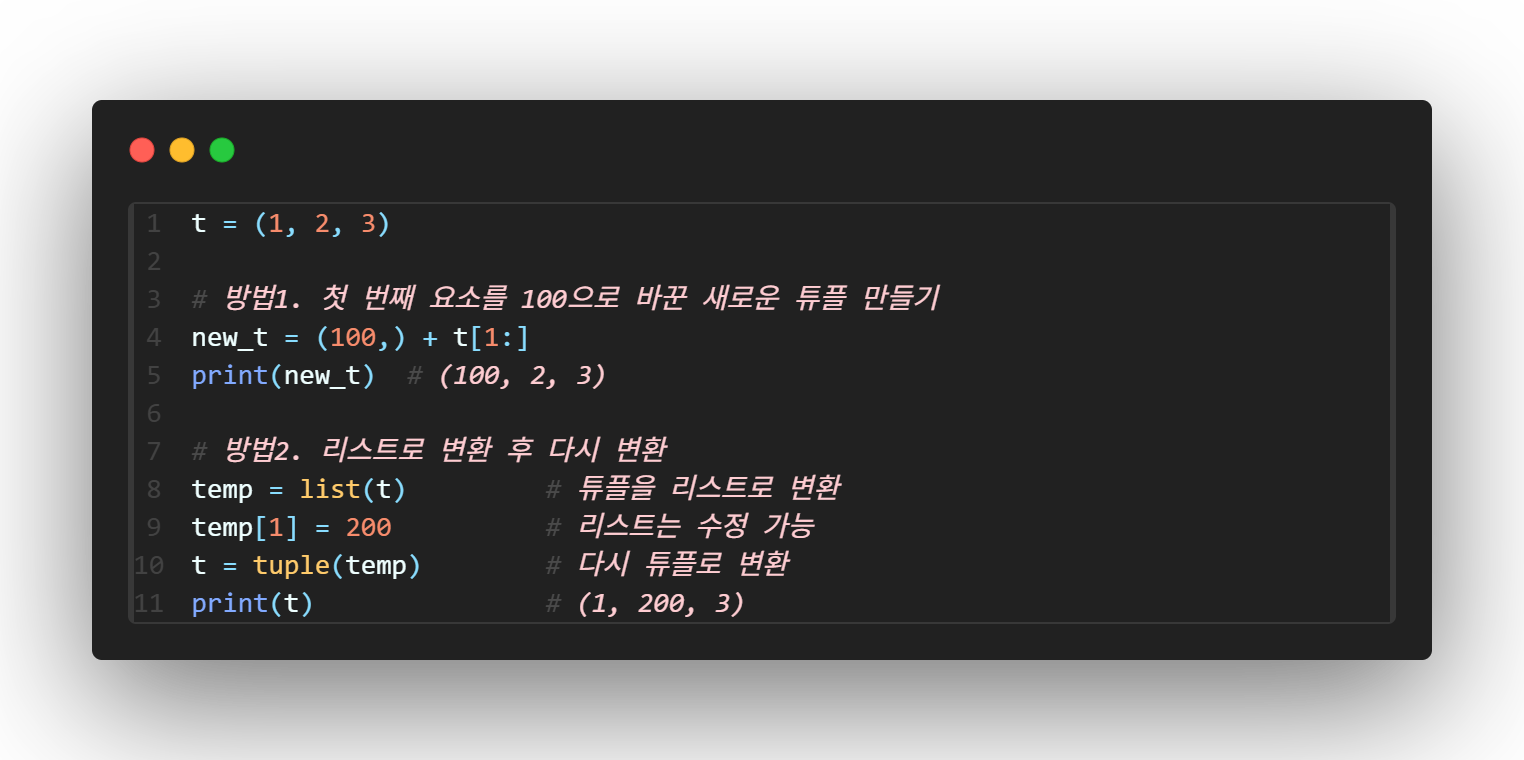 1 t = (1, 2, 3)
2
3 # 방법1. 첫 번째 요소를 100으로 바꾼 새로운 튜플 만들기
4 new_t = (100,) + t[1:]
5 print(new_t)  # (100, 2, 3)
6
7 # 방법2. 리스트로 변환 후 다시 변환
8 temp = list(t)         # 튜플을 리스트로 변환
9 temp[1] = 200          # 리스트는 수정 가능
10 t = tuple(temp)        # 다시 튜플로 변환
11 print(t)               # (1, 200, 3)